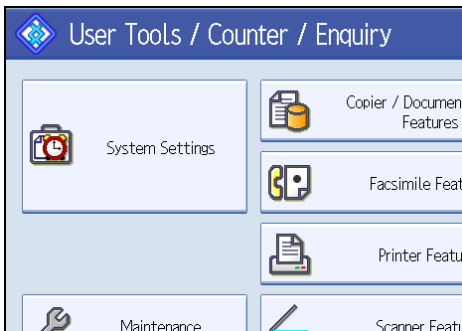 User Tools / Counter / Enquiry
System Settings
Copier / Documen
Features
Facsimile Feat
Printer Featu
Maintenance
Scanner Featu